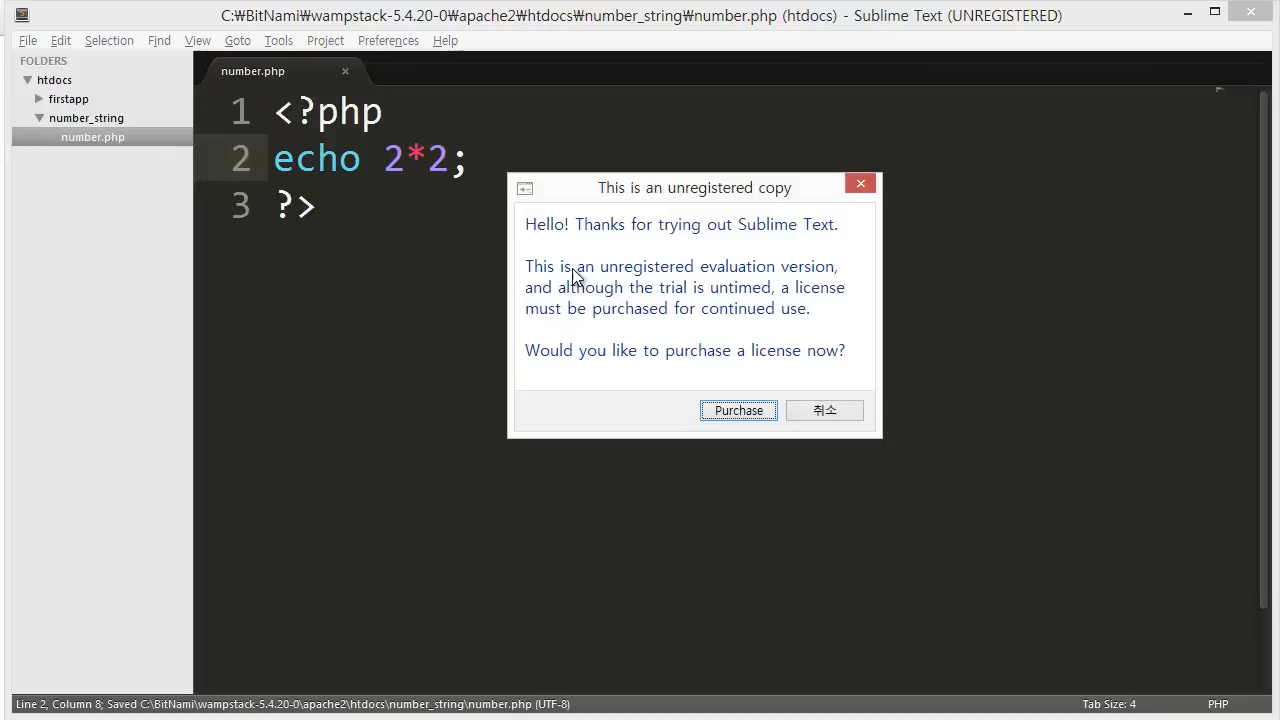 C:₩BitNami₩wampstack-5.4.20-0₩apache2₩htdocs₩number_string₩number.php (htdocs) - Sublime Text (UNREGISTERED)
File Edit Selection Find View Goto Tools Project Preferences Help
FOLDERS
htdocs
firstapp
number_string
number.php
number.php
1 <?php
2 echo 2*2;
3 ?>
This is an unregistered copy
Hello! Thanks for trying out Sublime Text.
This is an unregistered evaluation version,
and although the trial is untimed, a license
must be purchased for continued use.
Would you like to purchase a license now?
Purchase 취소
Line 2, Column 8; Saved C:\BitNami\wampstack-5.4.20-0\apache2\htdocs\number_string\number.php (UTF-8) Tab Size: 4 PHP